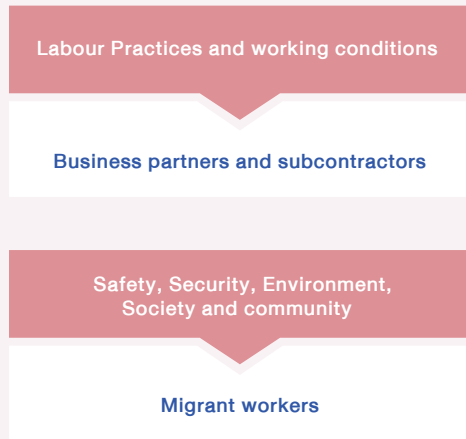 Labour Practices and working conditions
Business partners and subcontractors
Safety, Security, Environment,
Society and community
Migrant workers